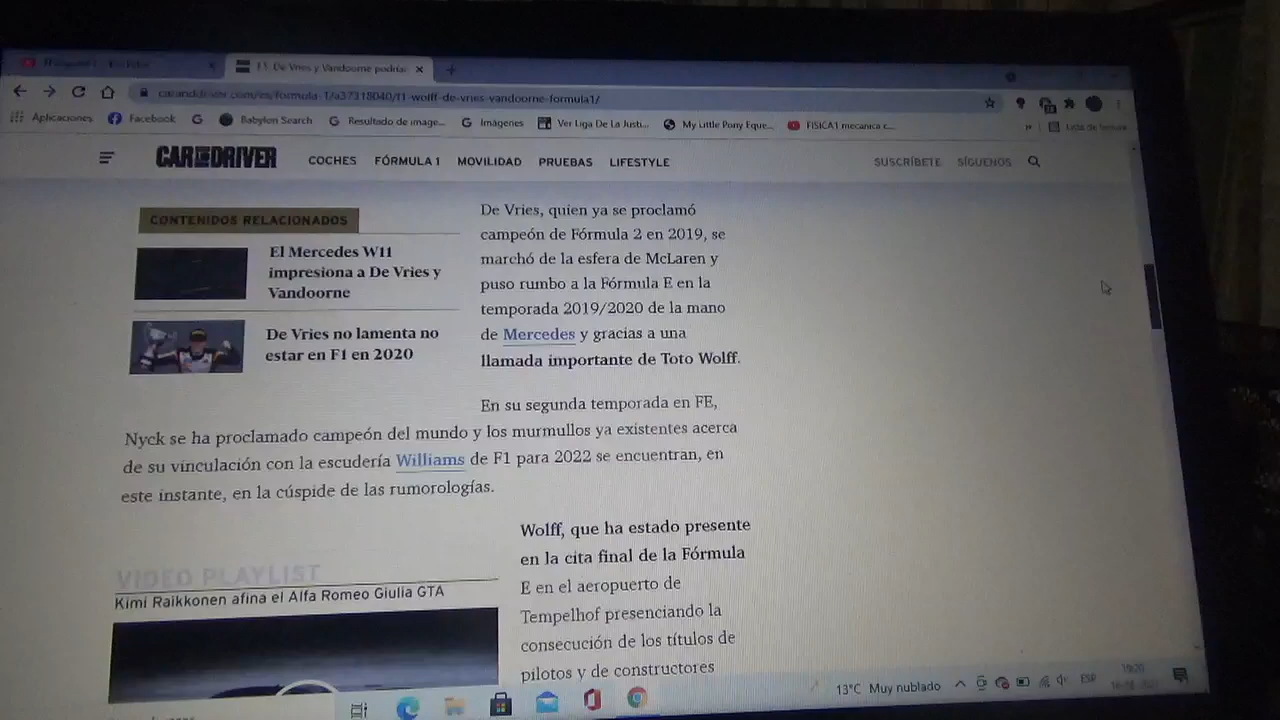 F1: De Vries y Vandoorne podrían
caranddriver.com/es/formula-1/a37318040/f1-wolff-de-vries-vandoorne-formula1/
Aplicaciones Facebook Babylon Search Resultado de image... Imágenes Ver Liga De La Justi... My Little Pony Eque... FISICA1 mecanica c... Lista de lectura
CAR AND DRIVER COCHES FÓRMULA 1 MOVILIDAD PRUEBAS LIFESTYLE SUSCRÍBETE SÍGUENOS
CONTENIDOS RELACIONADOS
El Mercedes W11
impresiona a De Vries y
Vandoorne
De Vries no lamenta no
estar en F1 en 2020
De Vries, quien ya se proclamó
campeón de Fórmula 2 en 2019, se
marchó de la esfera de McLaren y
puso rumbo a la Fórmula E en la
temporada 2019/2020 de la mano
de Mercedes y gracias a una
llamada importante de Toto Wolff.
En su segunda temporada en FE,
Nyck se ha proclamado campeón del mundo y los murmullos ya existentes acerca
de su vinculación con la escudería Williams de F1 para 2022 se encuentran, en
este instante, en la cúspide de las rumorologías.
VIDEO PLAYLIST
Kimi Raikkonen afina el Alfa Romeo Giulia GTA
Wolff, que ha estado presente
en la cita final de la Fórmula
E en el aeropuerto de
Tempelhof presenciando la
consecución de los títulos de
pilotos y de constructores
13°C Muy nublado ESP